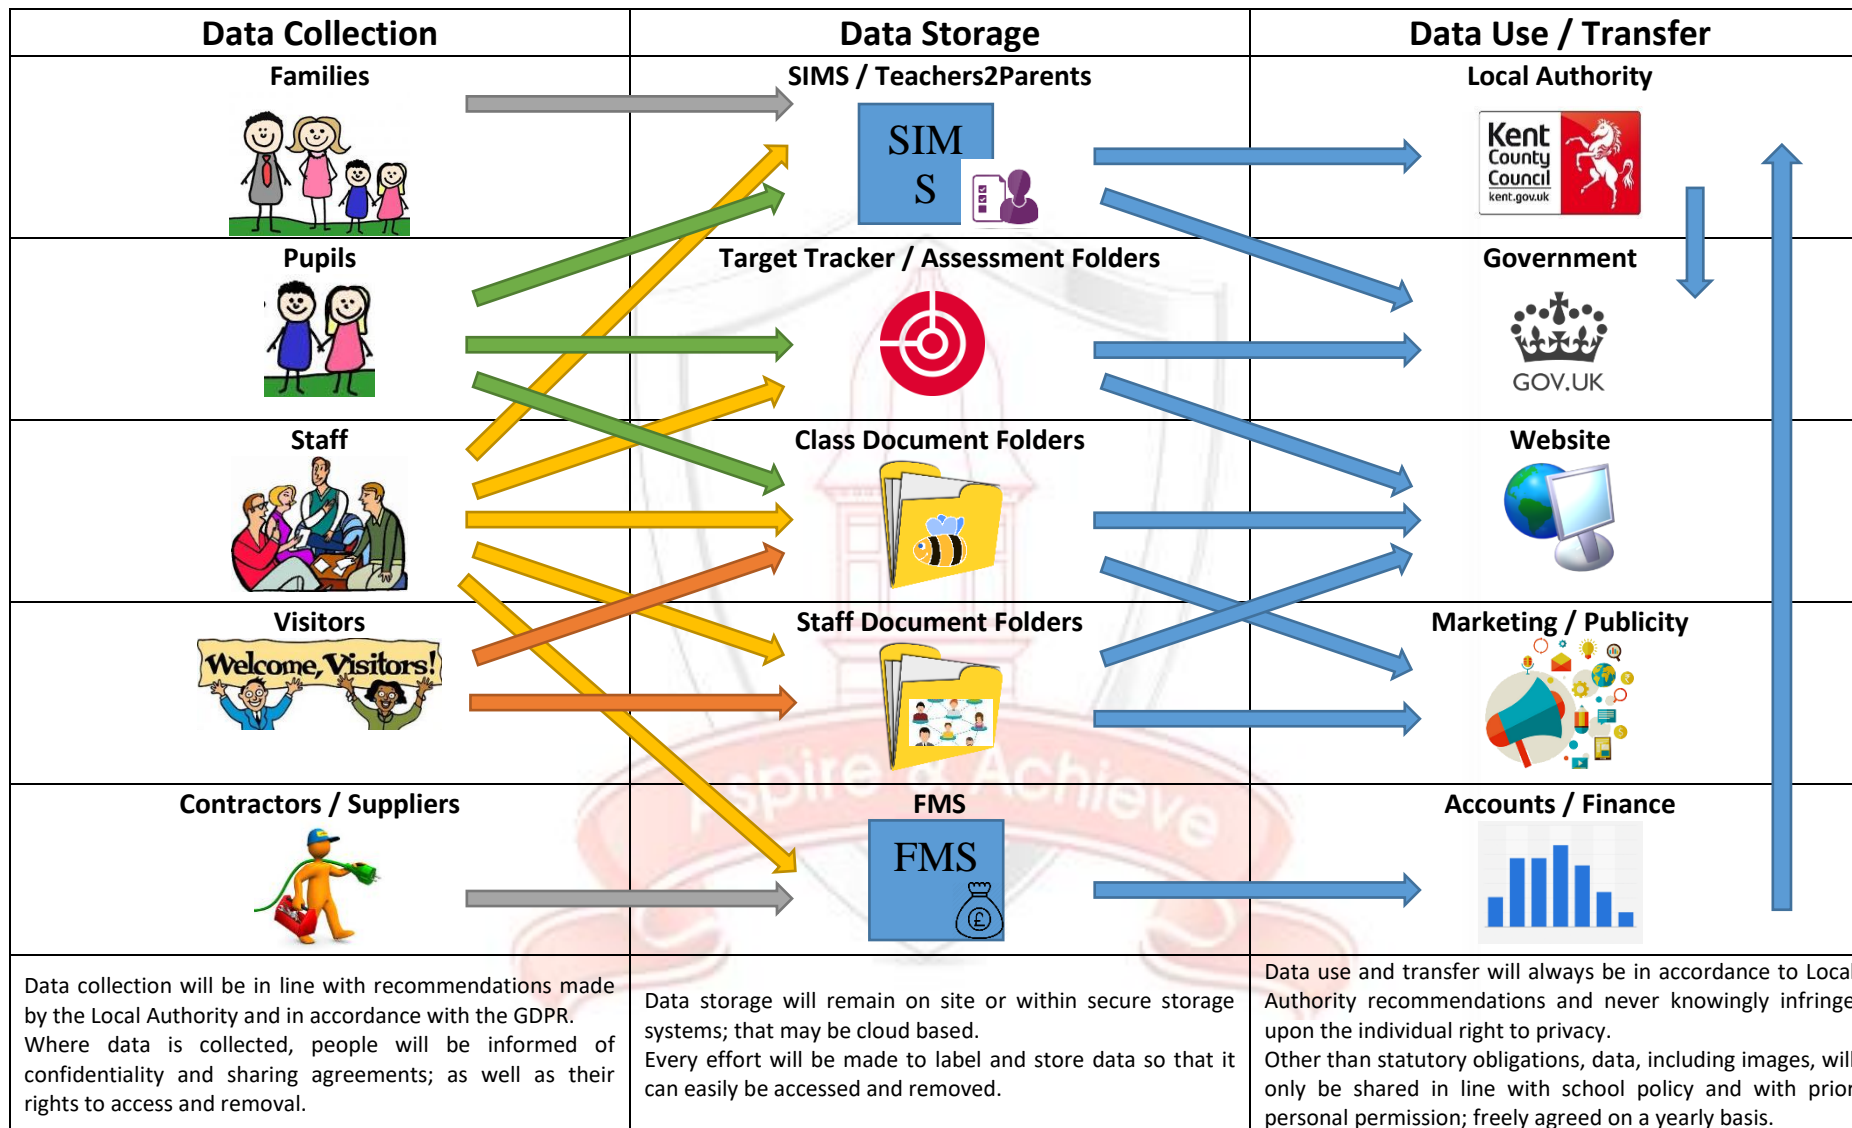 Data Collection
Data Storage
Data Use / Transfer
Families
SIMS / Teachers2Parents
Local Authority
SIM
S
Kent
County
Council
kent.gov.uk
Pupils
Target Tracker / Assessment Folders
Government
GOV.UK
Staff
Class Document Folders
Website
Visitors
Staff Document Folders
Marketing / Publicity
Welcome, Visitors!
Aspire & Achieve
Contractors / Suppliers
FMS
Accounts / Finance
FMS
£
Data collection will be in line with recommendations made
by the Local Authority and in accordance with the GDPR.
Where data is collected, people will be informed of
confidentiality and sharing agreements; as well as their
rights to access and removal.
Data storage will remain on site or within secure storage
systems; that may be cloud based.
Every effort will be made to label and store data so that it
can easily be accessed and removed.
Data use and transfer will always be in accordance to Local
Authority recommendations and never knowingly infringe
upon the individual right to privacy.
Other than statutory obligations, data, including images, will
only be shared in line with school policy and with prior
personal permission; freely agreed on a yearly basis.